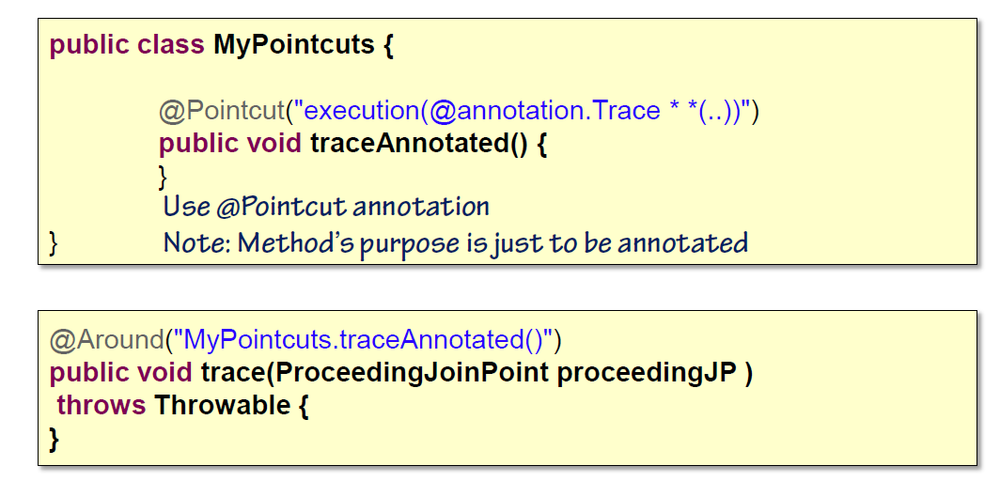 public class MyPointcuts {
@Pointcut("execution(@annotation.Trace * *(..))")
public void traceAnnotated() {
}
Use @Pointcut annotation
} Note: Method's purpose is just to be annotated
@Around("MyPointcuts.traceAnnotated()")
public void trace(ProceedingJoinPoint proceedingJP )
throws Throwable {
}